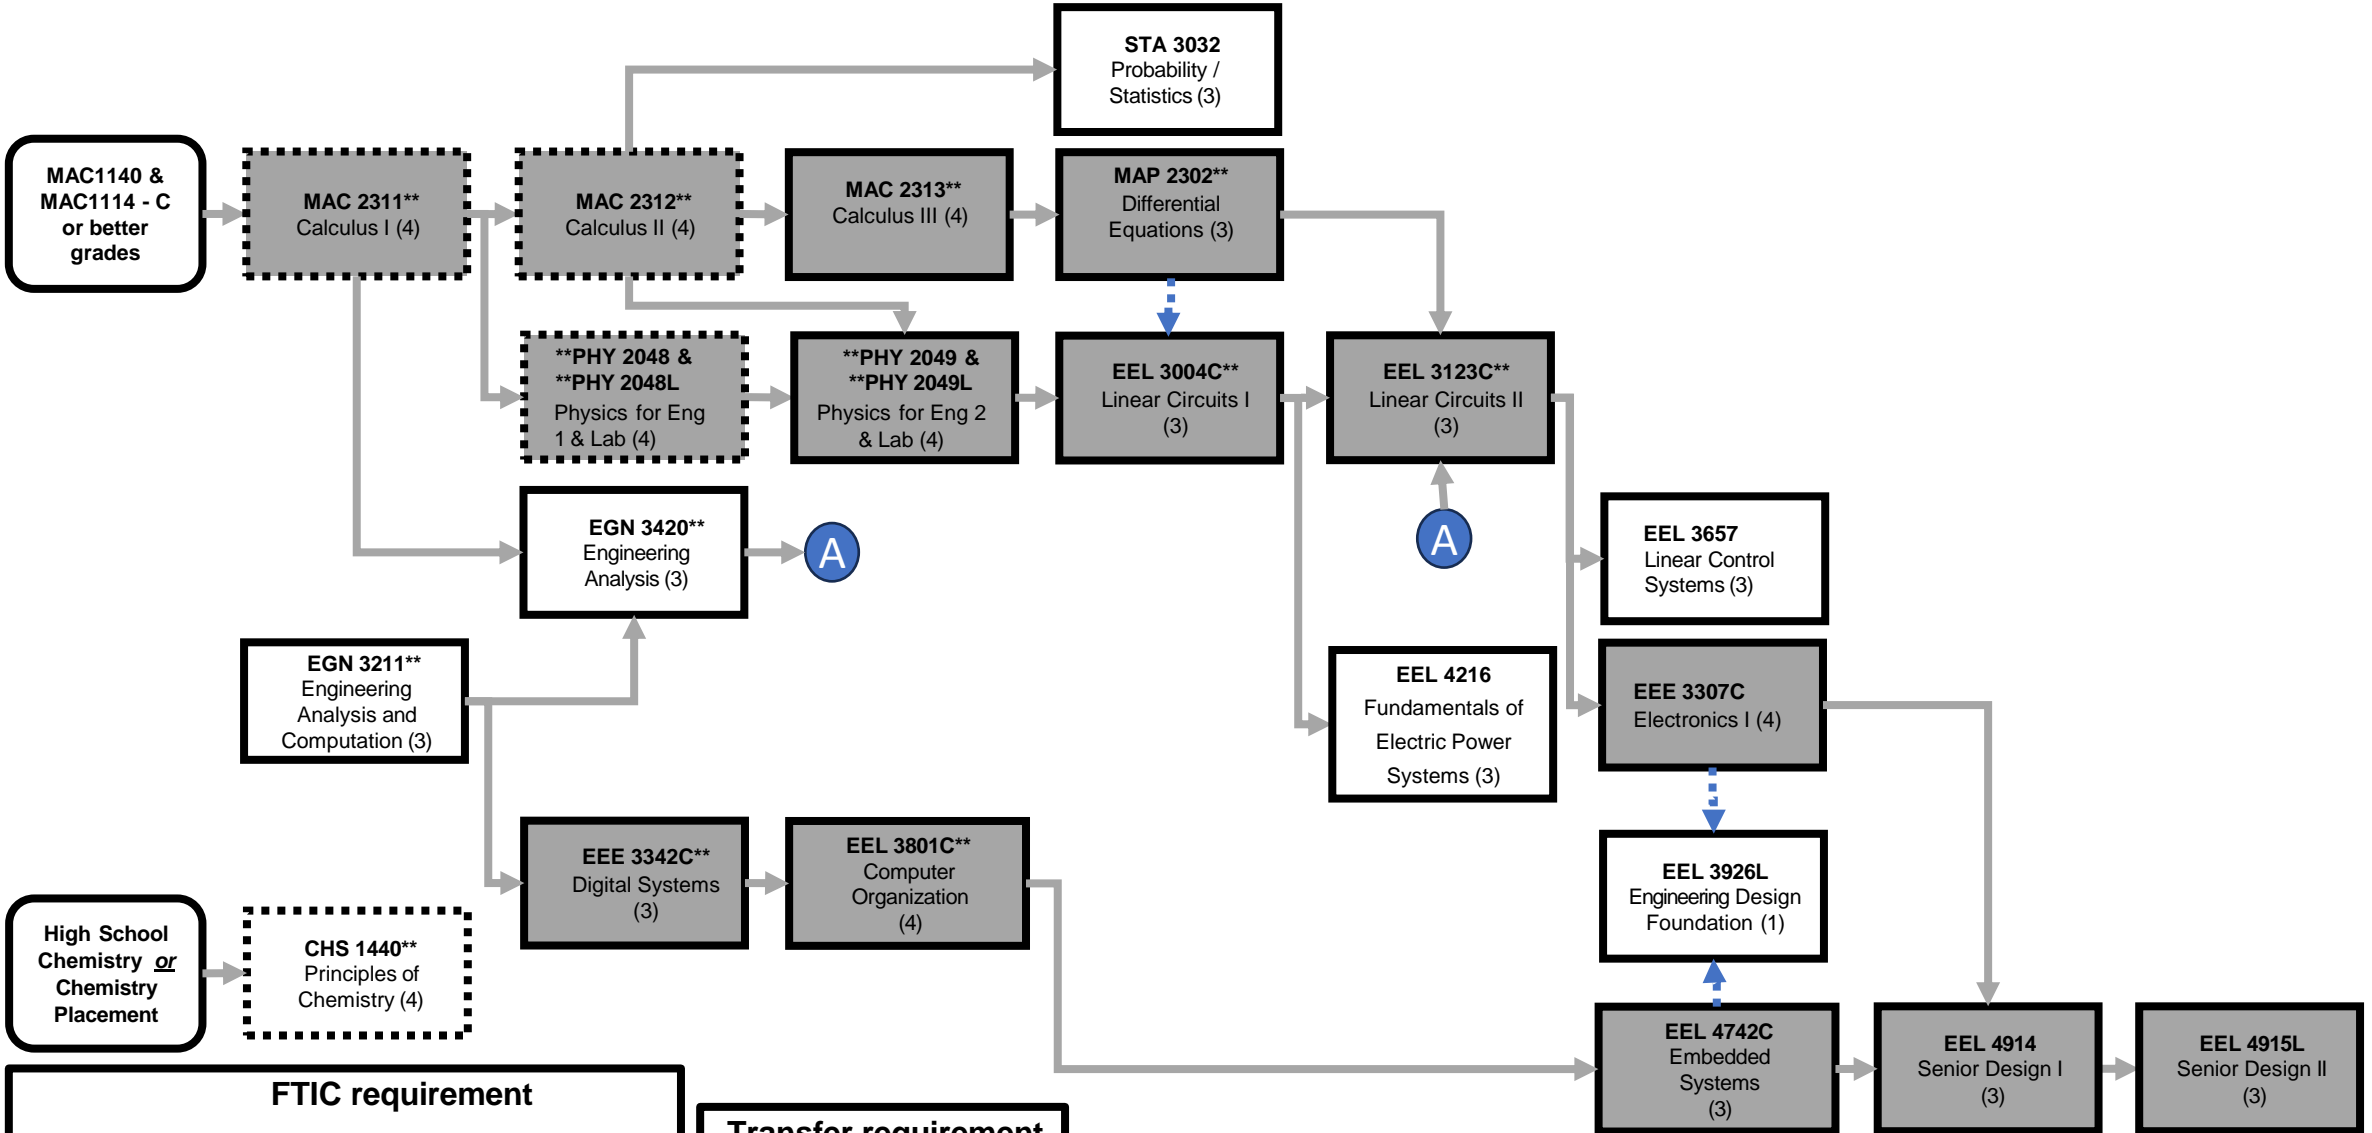 STA 3032
Probability /
Statistics (3)
MAC1140 &
MAC1114 - C
or better
grades
MAC 2311**
Calculus I (4)
MAC 2312**
Calculus II (4)
MAC 2313**
Calculus III (4)
MAP 2302**
Differential
Equations (3)
**PHY 2048 &
**PHY 2048L
Physics for Eng
1 & Lab (4)
**PHY 2049 &
**PHY 2049L
Physics for Eng 2
& Lab (4)
EEL 3004C**
Linear Circuits I
(3)
EEL 3123C**
Linear Circuits II
(3)
EGN 3420**
Engineering
Analysis (3)
A
A
EEL 3657
Linear Control
Systems (3)
EGN 3211**
Engineering
Analysis and
Computation (3)
EEL 4216
Fundamentals of
Electric Power
Systems (3)
EEE 3307C
Electronics I (4)
EEE 3342C**
Digital Systems
(3)
EEL 3801C**
Computer
Organization
(4)
EEL 3926L
Engineering Design
Foundation (1)
High School
Chemistry or
Chemistry
Placement
CHS 1440**
Principles of
Chemistry (4)
EEL 4742C
Embedded
Systems
(3)
EEL 4914
Senior Design I
(3)
EEL 4915L
Senior Design II
(3)
FTIC requirement
Transfer requirement